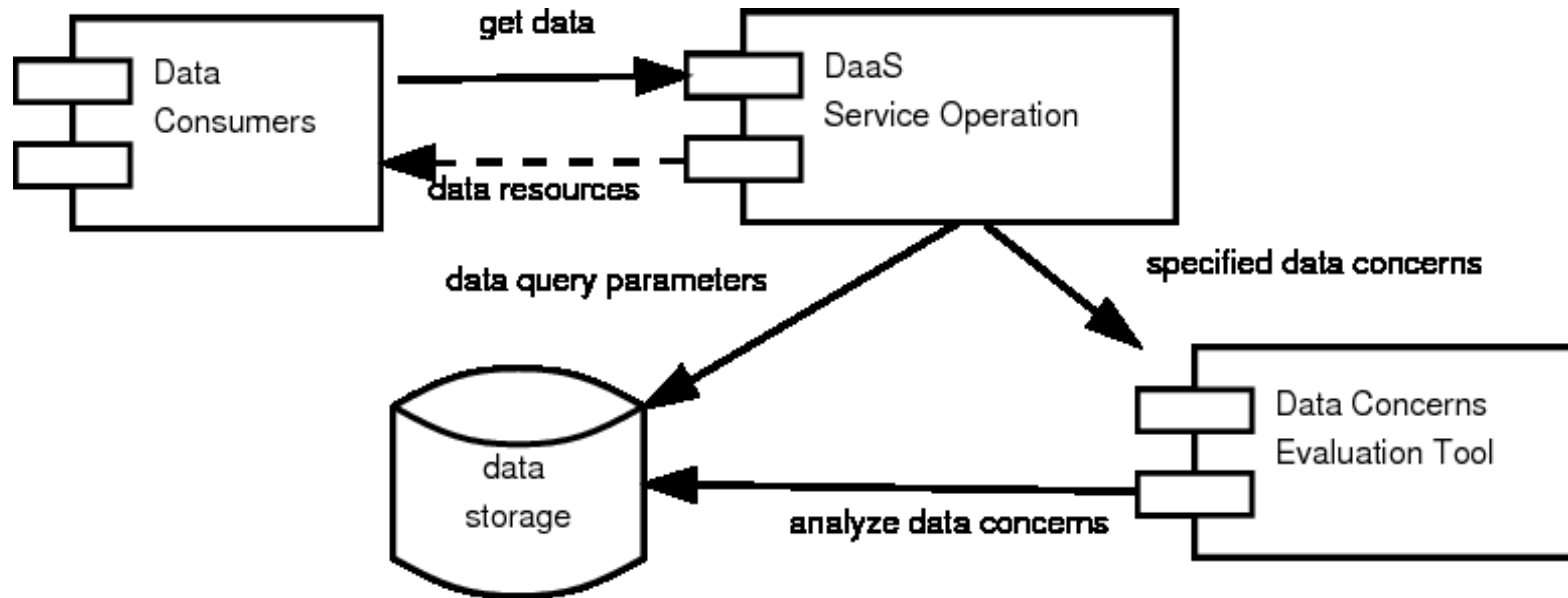 get data
Data
Consumers
DaaS
Service Operation
data resources
data query parameters
specified data concerns
data
storage
Data Concerns
Evaluation Tool
analyze data concerns